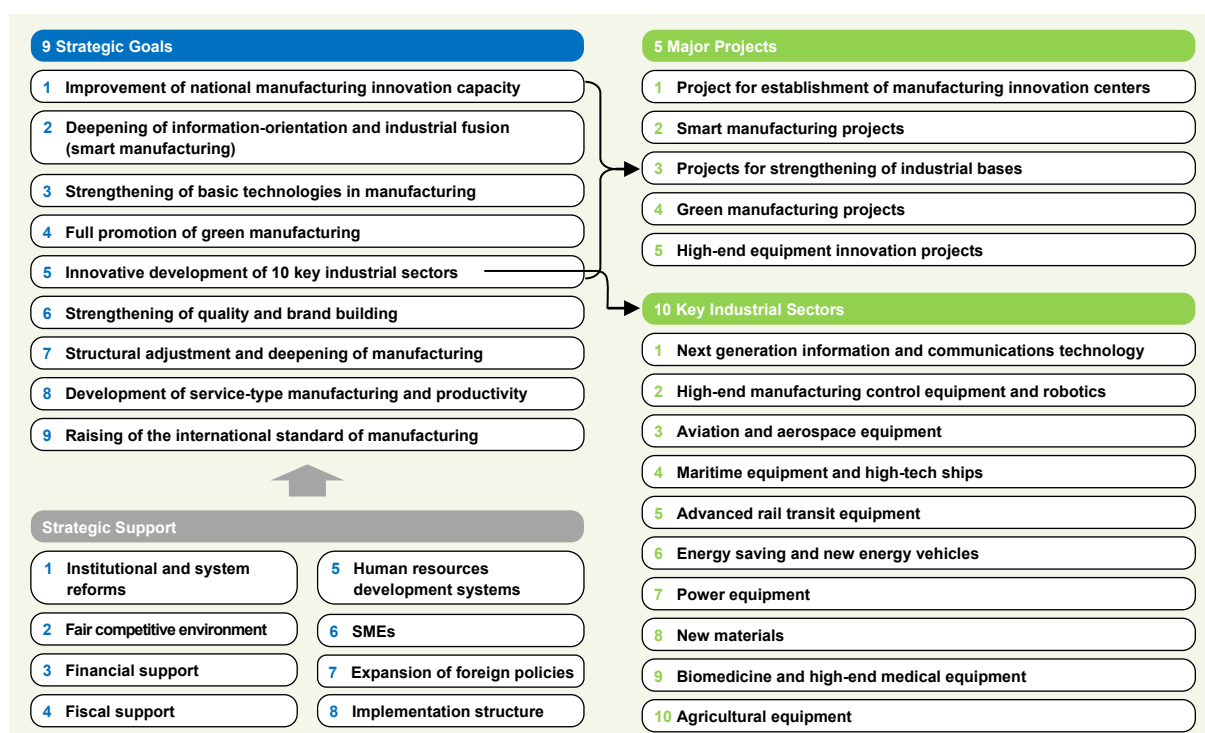 9 Strategic Goals
1 Improvement of national manufacturing innovation capacity
2 Deepening of information-orientation and industrial fusion
(smart manufacturing)
3 Strengthening of basic technologies in manufacturing
4 Full promotion of green manufacturing
5 Innovative development of 10 key industrial sectors
6 Strengthening of quality and brand building
7 Structural adjustment and deepening of manufacturing
8 Development of service-type manufacturing and productivity
9 Raising of the international standard of manufacturing
Strategic Support
1 Institutional and system
reforms
2 Fair competitive environment
3 Financial support
4 Fiscal support
5 Human resources
development systems
6 SMEs
7 Expansion of foreign policies
8 Implementation structure
5 Major Projects
1 Project for establishment of manufacturing innovation centers
2 Smart manufacturing projects
3 Projects for strengthening of industrial bases
4 Green manufacturing projects
5 High-end equipment innovation projects
10 Key Industrial Sectors
1 Next generation information and communications technology
2 High-end manufacturing control equipment and robotics
3 Aviation and aerospace equipment
4 Maritime equipment and high-tech ships
5 Advanced rail transit equipment
6 Energy saving and new energy vehicles
7 Power equipment
8 New materials
9 Biomedicine and high-end medical equipment
10 Agricultural equipment